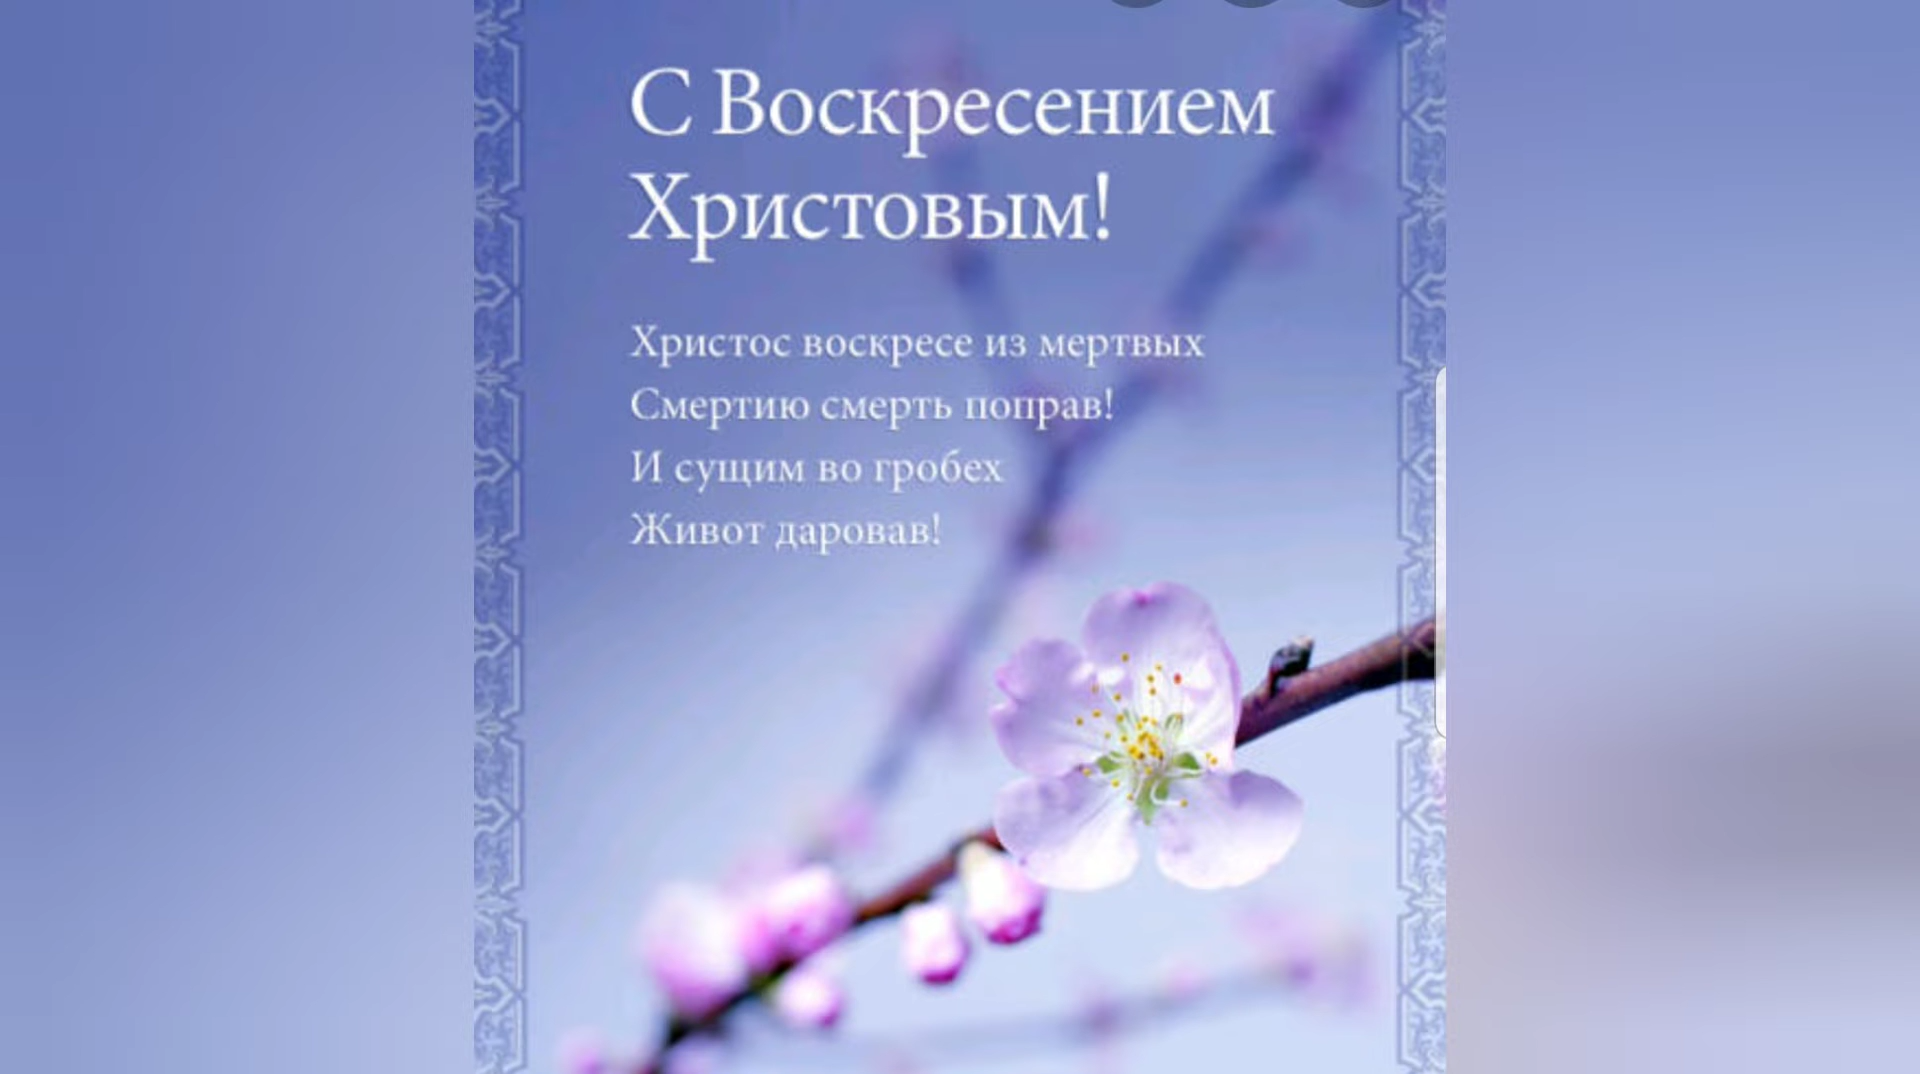 С Воскресением
Христовым!
Христос воскресе из мертвых
Смертию смерть поправ!
И сущим во гробех
Живот даровав!